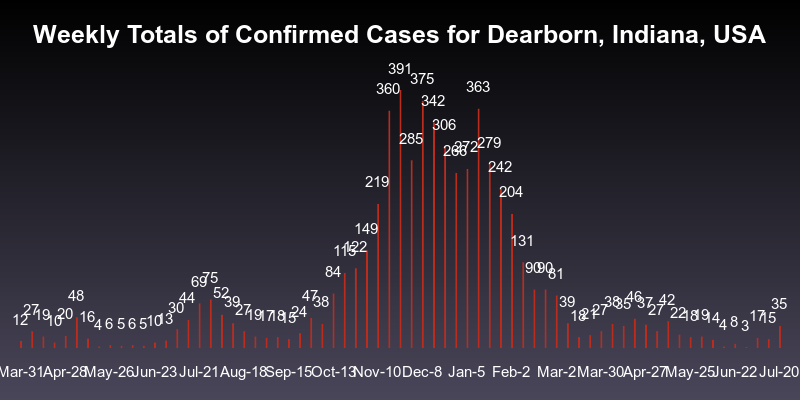 Weekly Totals of Confirmed Cases for Dearborn, Indiana, USA
12 27 19 10 20 48 16 4 6 5 6 5 10 13 30 44 69 75 52 39 27 19 17 18 15 24 47 38 84 115 122 149 219 360 391 285 375 342 306 266 272 363 279 242 204 131 90 90 81 39 18 21 27 38 35 46 37 27 42 22 18 19 14 4 8 3 17 15 35
Mar-31 Apr-28 May-26 Jun-23 Jul-21 Aug-18 Sep-15 Oct-13 Nov-10 Dec-8 Jan-5 Feb-2 Mar-2 Mar-30 Apr-27 May-25 Jun-22 Jul-20